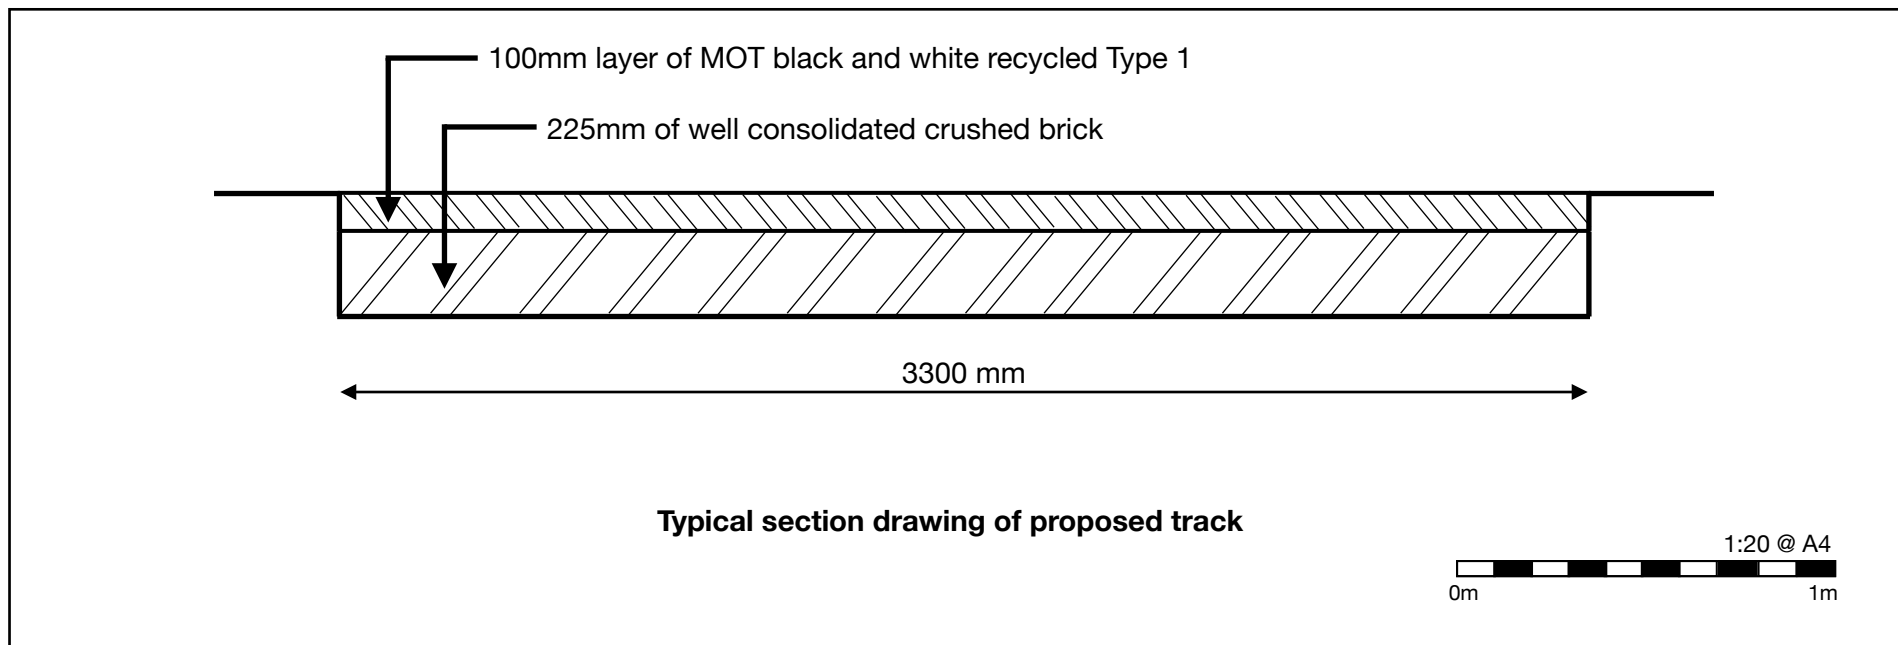 100mm layer of MOT black and white recycled Type 1
225mm of well consolidated crushed brick
3300 mm
Typical section drawing of proposed track
1:20 @ A4
0m 1m